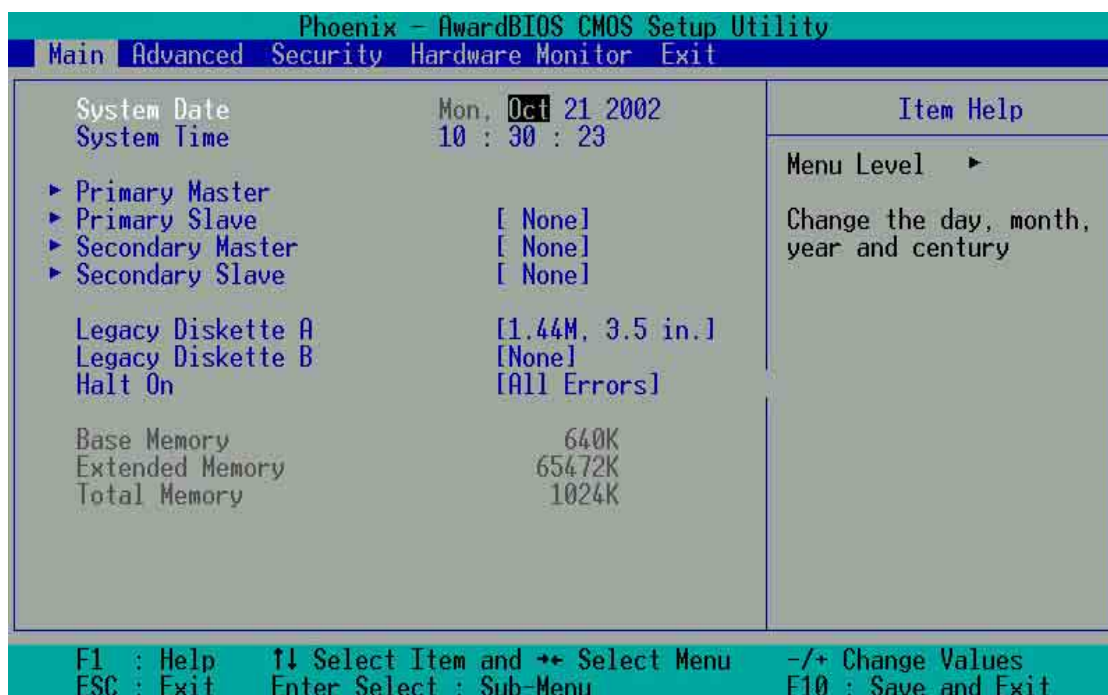 Phoenix - AwardBIOS CMOS Setup Utility
Main Advanced Security Hardware Monitor Exit
System Date Mon, Oct 21 2002
System Time 10 : 30 : 23
▶ Primary Master
▶ Primary Slave [ None]
▶ Secondary Master [ None]
▶ Secondary Slave [ None]
Legacy Diskette A [1.44M, 3.5 in.]
Legacy Diskette B [None]
Halt On [All Errors]
Base Memory 640K
Extended Memory 65472K
Total Memory 1024K
Item Help
Menu Level ▶
Change the day, month,
year and century
F1 : Help ↑↓ Select Item and →← Select Menu -/+ Change Values
ESC : Exit Enter Select : Sub-Menu F10 : Save and Exit